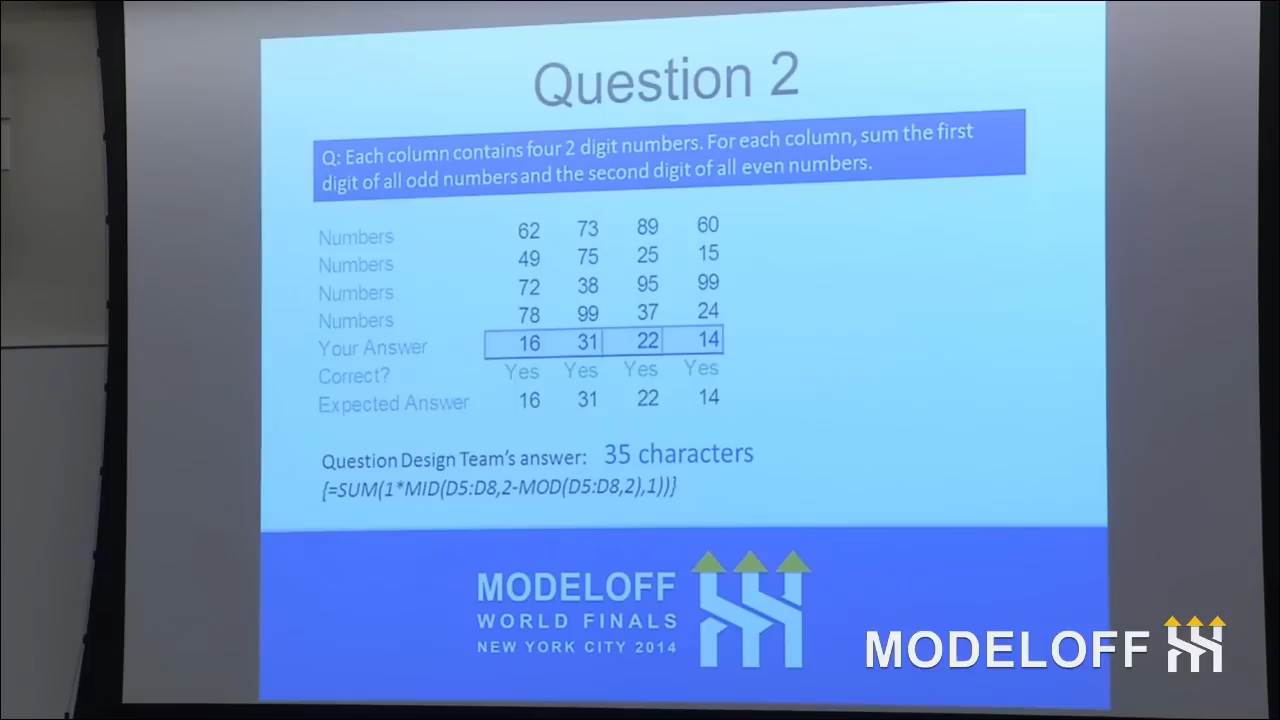 Question 2
Q: Each column contains four 2 digit numbers. For each column, sum the first
digit of all odd numbers and the second digit of all even numbers.
Numbers 62 73 89 60
Numbers 49 75 25 15
Numbers 72 38 95 99
Numbers 78 99 37 24
Your Answer 16 31 22 14
Correct? Yes Yes Yes Yes
Expected Answer 16 31 22 14
Question Design Team's answer: 35 characters
{=SUM(1*MID(D5:D8,2-MOD(D5:D8,2),1))}
MODELOFF
WORLD FINALS
NEW YORK CITY 2014
MODELOFF